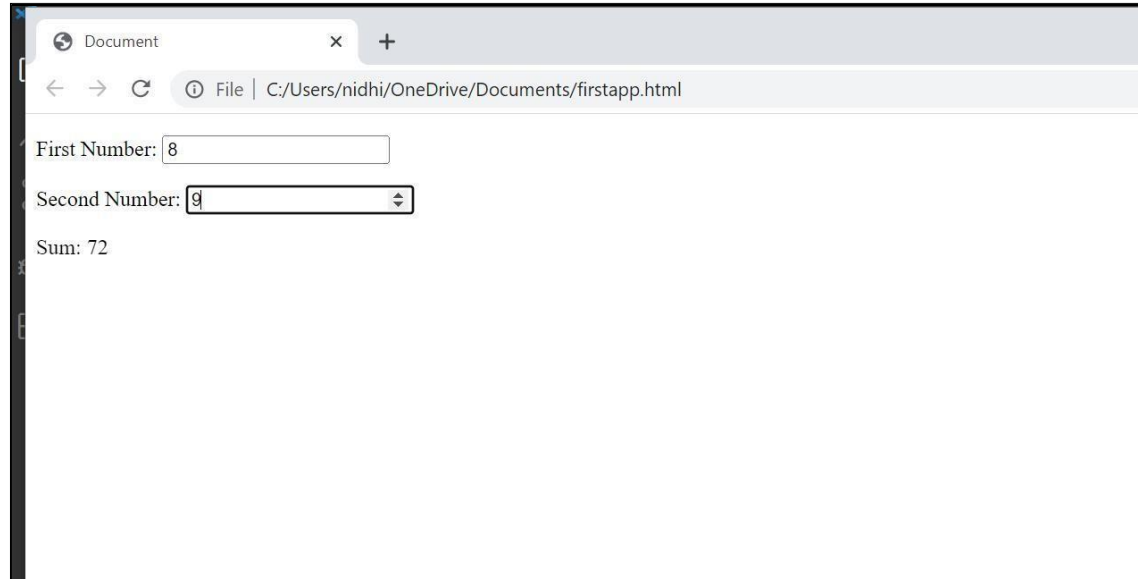 Document
File | C:/Users/nidhi/OneDrive/Documents/firstapp.html
First Number: 8
Second Number: 9
Sum: 72